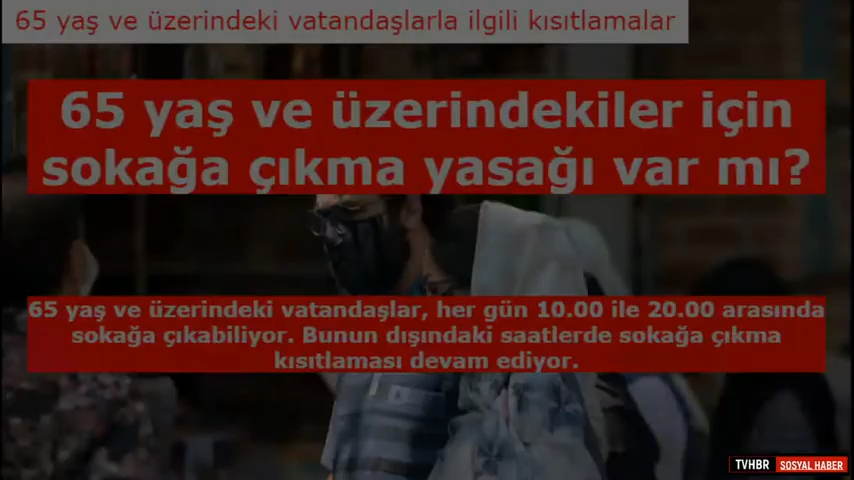 65 yaş ve üzerindeki vatandaşlarla ilgili kısıtlamalar
65 yaş ve üzerindekiler için
sokağa çıkma yasağı var mı?
65 yaş ve üzerindeki vatandaşlar, her gün 10.00 ile 20.00 arasında
sokağa çıkabiliyor. Bunun dışındaki saatlerde sokağa çıkma
kısıtlaması devam ediyor.
TVHBR SOSYAL HABER